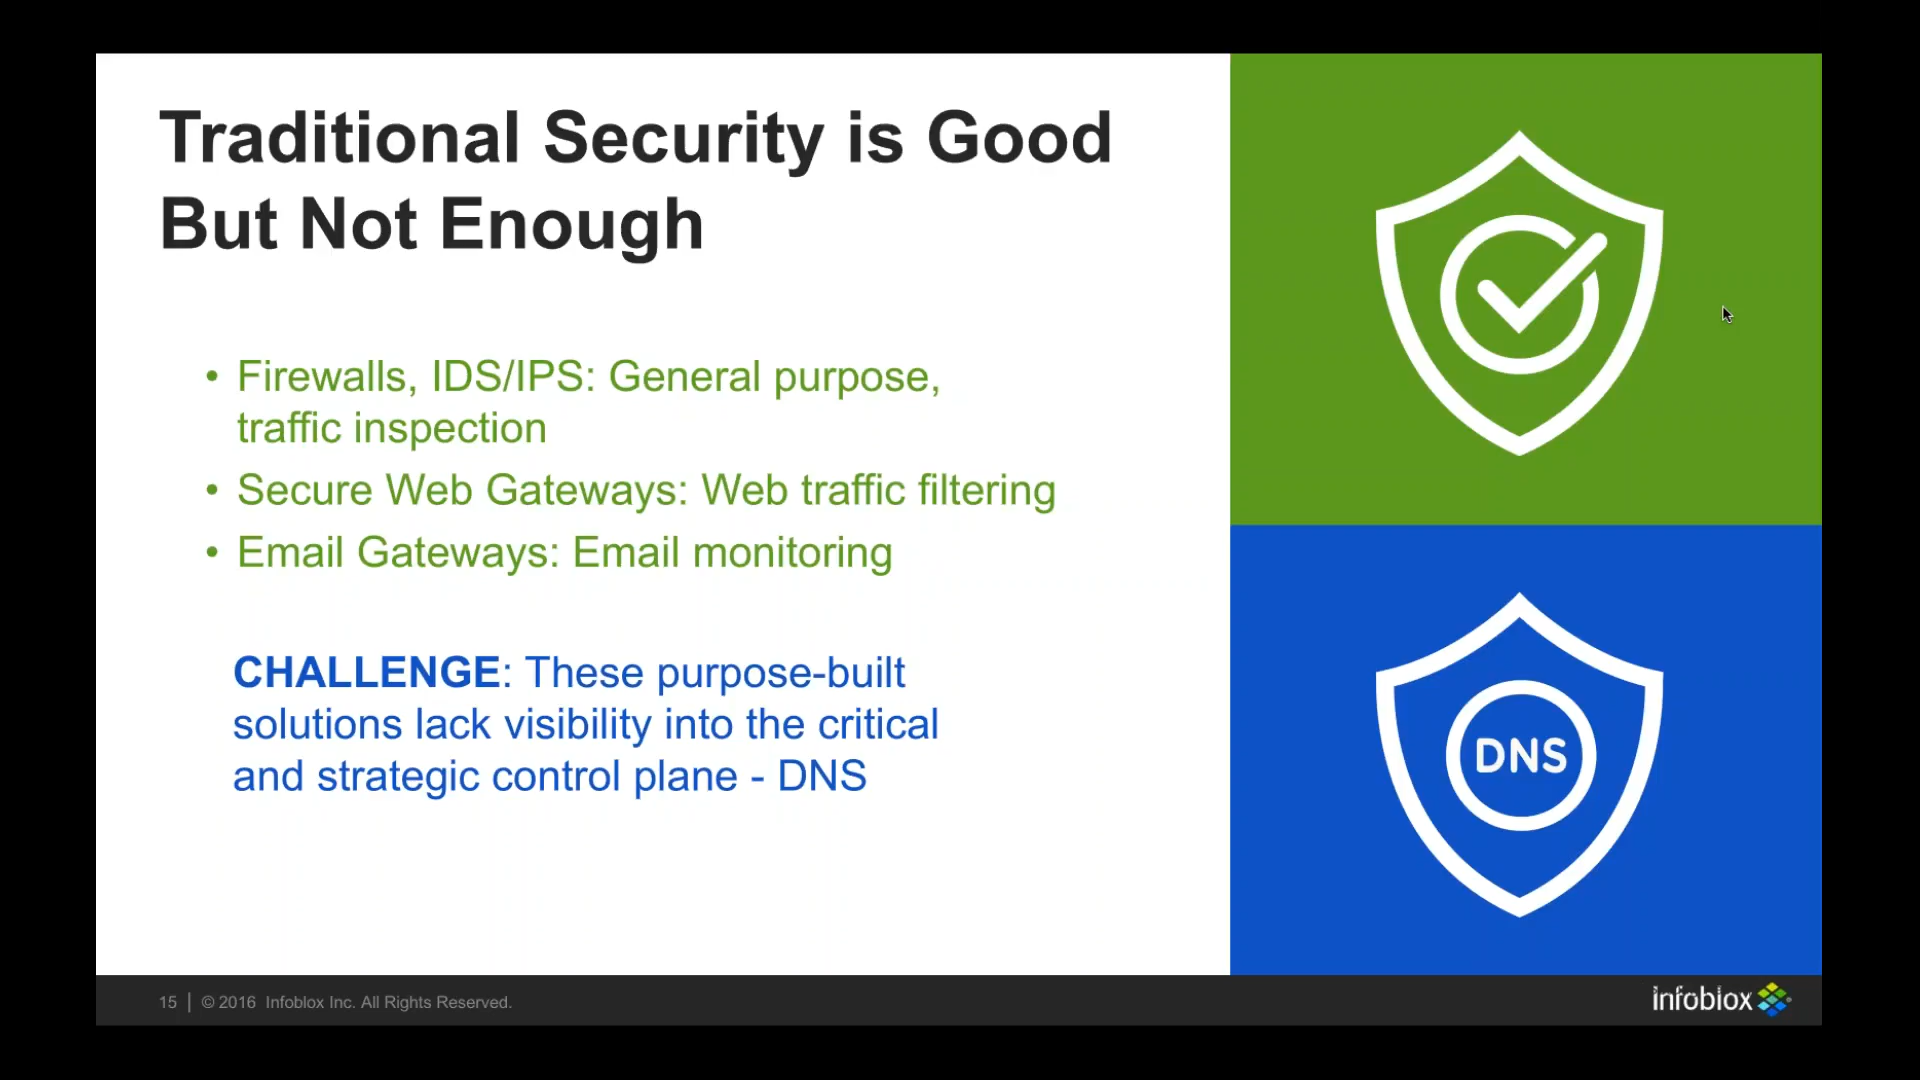 Traditional Security is Good
But Not Enough
• Firewalls, IDS/IPS: General purpose,
traffic inspection
• Secure Web Gateways: Web traffic filtering
• Email Gateways: Email monitoring
CHALLENGE: These purpose-built
solutions lack visibility into the critical
and strategic control plane - DNS
DNS
15 | © 2016 Infoblox Inc. All Rights Reserved.
infoblox